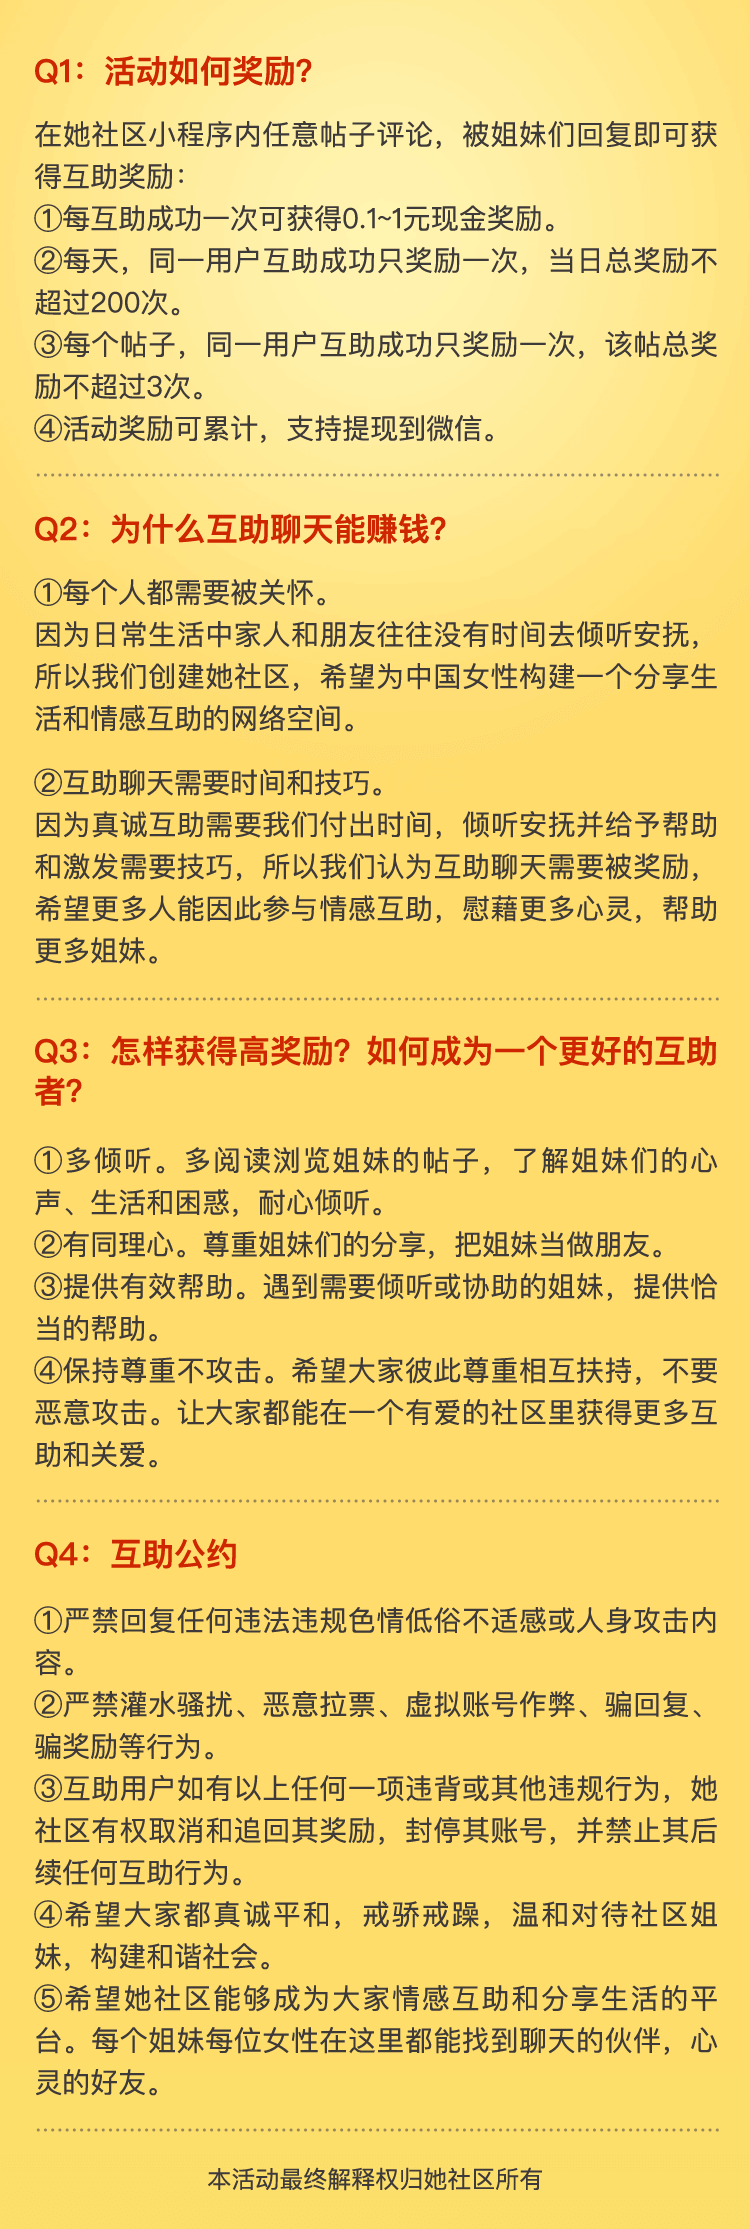 Q1：活动如何奖励？
在她社区小程序内任意帖子评论，被姐妹们回复即可获
得互助奖励：
①每互助成功一次可获得0.1~1元现金奖励。
②每天，同一用户互助成功只奖励一次，当日总奖励不
超过200次。
③每个帖子，同一用户互助成功只奖励一次，该帖总奖
励不超过3次。
④活动奖励可累计，支持提现到微信。
Q2：为什么互助聊天能赚钱？
①每个人都需要被关怀。
因为日常生活中家人和朋友往往没有时间去倾听安抚，
所以我们创建她社区，希望为中国女性构建一个分享生
活和情感互助的网络空间。
②互助聊天需要时间和技巧。
因为真诚互助需要我们付出时间，倾听安抚并给予帮助
和激发需要技巧，所以我们认为互助聊天需要被奖励，
希望更多人能因此参与情感互助，慰藉更多心灵，帮助
更多姐妹。
Q3：怎样获得高奖励？如何成为一个更好的互助
者？
①多倾听。多阅读浏览姐妹的帖子，了解姐妹们的心
声、生活和困惑，耐心倾听。
②有同理心。尊重姐妹们的分享，把姐妹当做朋友。
③提供有效帮助。遇到需要倾听或协助的姐妹，提供恰
当的帮助。
④保持尊重不攻击。希望大家彼此尊重相互扶持，不要
恶意攻击。让大家都能在一个有爱的社区里获得更多互
助和关爱。
Q4：互助公约
①严禁回复任何违法违规色情低俗不适感或人身攻击内
容。
②严禁灌水骚扰、恶意拉票、虚拟账号作弊、骗回复、
骗奖励等行为。
③互助用户如有以上任何一项违背或其他违规行为，她
社区有权取消和追回其奖励，封停其账号，并禁止其后
续任何互助行为。
④希望大家都真诚平和，戒骄戒躁，温和对待社区姐
妹，构建和谐社会。
⑤希望她社区能够成为大家情感互助和分享生活的平
台。每个姐妹每位女性在这里都能找到聊天的伙伴，心
灵的好友。
本活动最终解释权归她社区所有